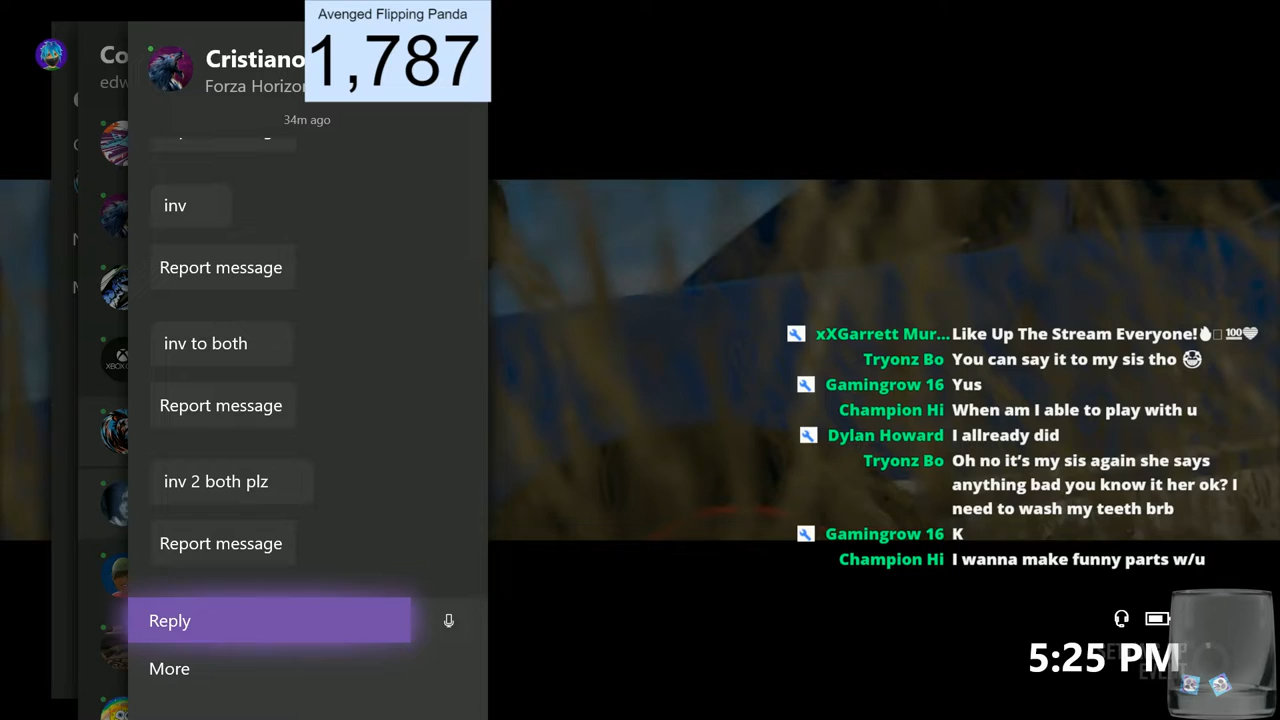 Avenged Flipping Panda
1,787
Co
edw
Cristiano
Forza Horizo
34m ago
inv
Report message
inv to both
Report message
inv 2 both plz
Report message
Reply
More
xXGarrett Mur... Like Up The Stream Everyone!🔥□ 💯🤍
Tryonz Bo You can say it to my sis tho 😂
Gamingrow 16 Yus
Champion Hi When am I able to play with u
Dylan Howard I allready did
Tryonz Bo Oh no it’s my sis again she says
anything bad you know it her ok? I
need to wash my teeth brb
Gamingrow 16 K
Champion Hi I wanna make funny parts w/u
5:25 PM